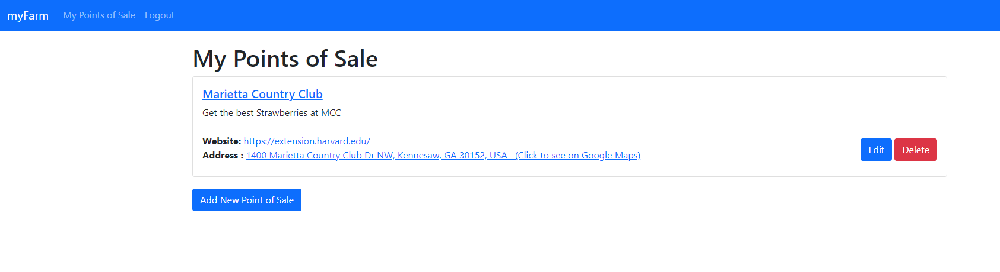 myFarm My Points of Sale Logout
My Points of Sale
Marietta Country Club
Get the best Strawberries at MCC
Website: https://extension.harvard.edu/
Address : 1400 Marietta Country Club Dr NW, Kennesaw, GA 30152, USA (Click to see on Google Maps)
Edit Delete
Add New Point of Sale